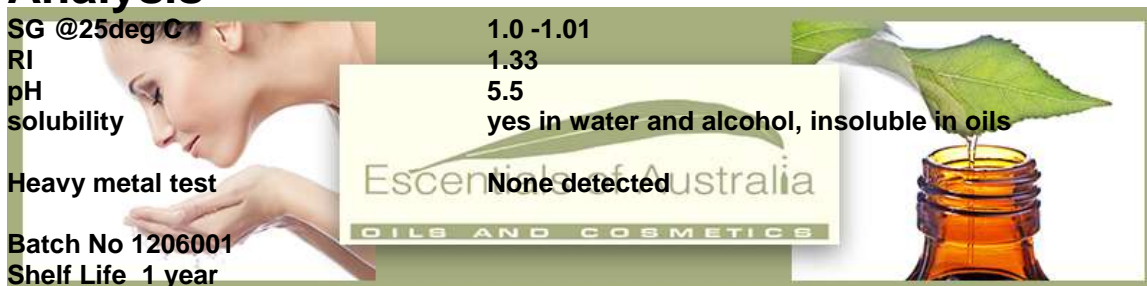 Analysis
SG @25deg C 1.0 -1.01
RI 1.33
pH 5.5
solubility yes in water and alcohol, insoluble in oils
Heavy metal test None detected
Escentials of Australia
OILS AND COSMETICS
Batch No 1206001
Shelf Life 1 year